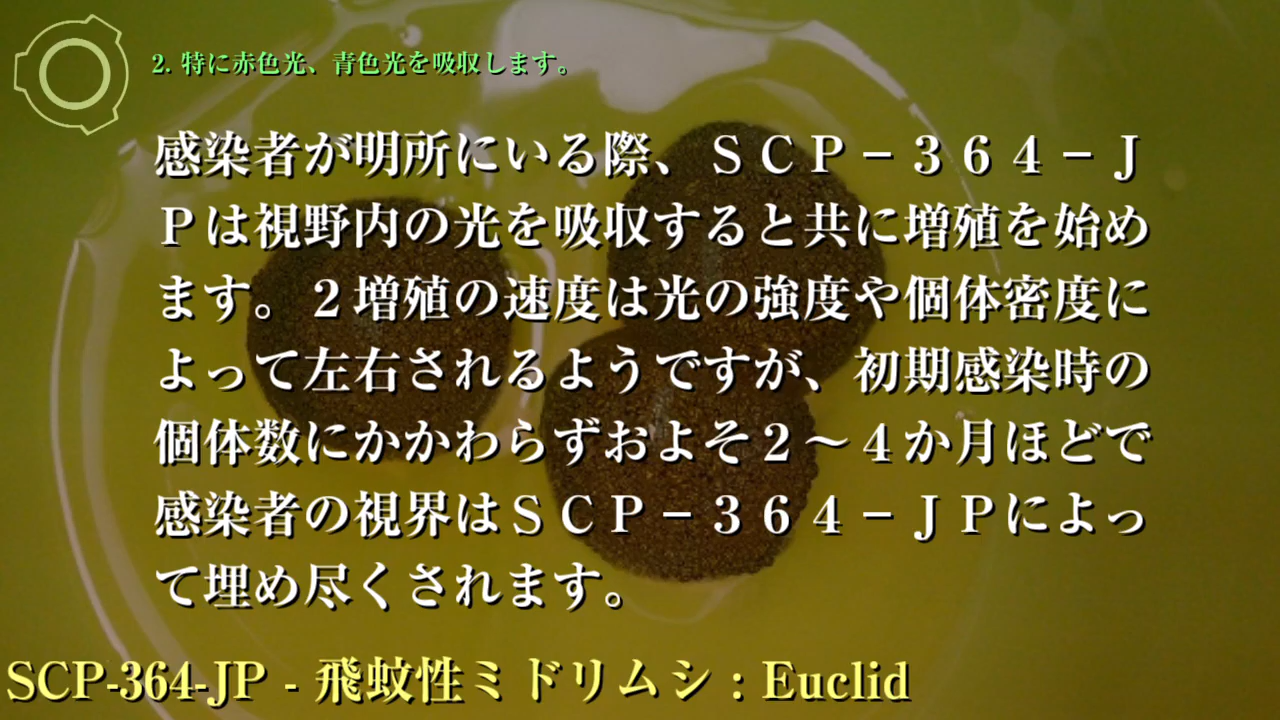 2. 特に赤色光、青色光を吸収します。
感染者が明所にいる際、ＳＣＰ－３６４－Ｊ
Ｐは視野内の光を吸収すると共に増殖を始め
ます。２増殖の速度は光の強度や個体密度に
よって左右されるようですが、初期感染時の
個体数にかかわらずおよそ２～４か月ほどで
感染者の視界はＳＣＰ－３６４－ＪＰによっ
て埋め尽くされます。
SCP-364-JP - 飛蚊性ミドリムシ : Euclid